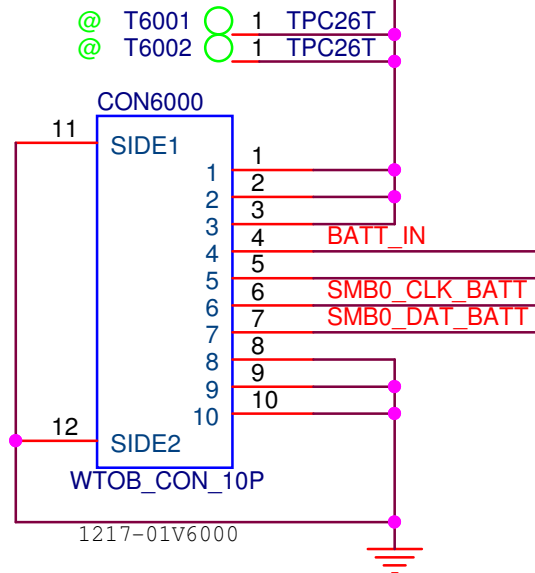 @ T6001 1 TPC26T
@ T6002 1 TPC26T
CON6000
11 SIDE1
1 1
2 2
3 3
4 4 BATT_IN
5 5
6 6 SMB0_CLK_BATT
7 7 SMB0_DAT_BATT
8 8
9 9
10 10
12 SIDE2
WTOB_CON_10P
1217-01V6000